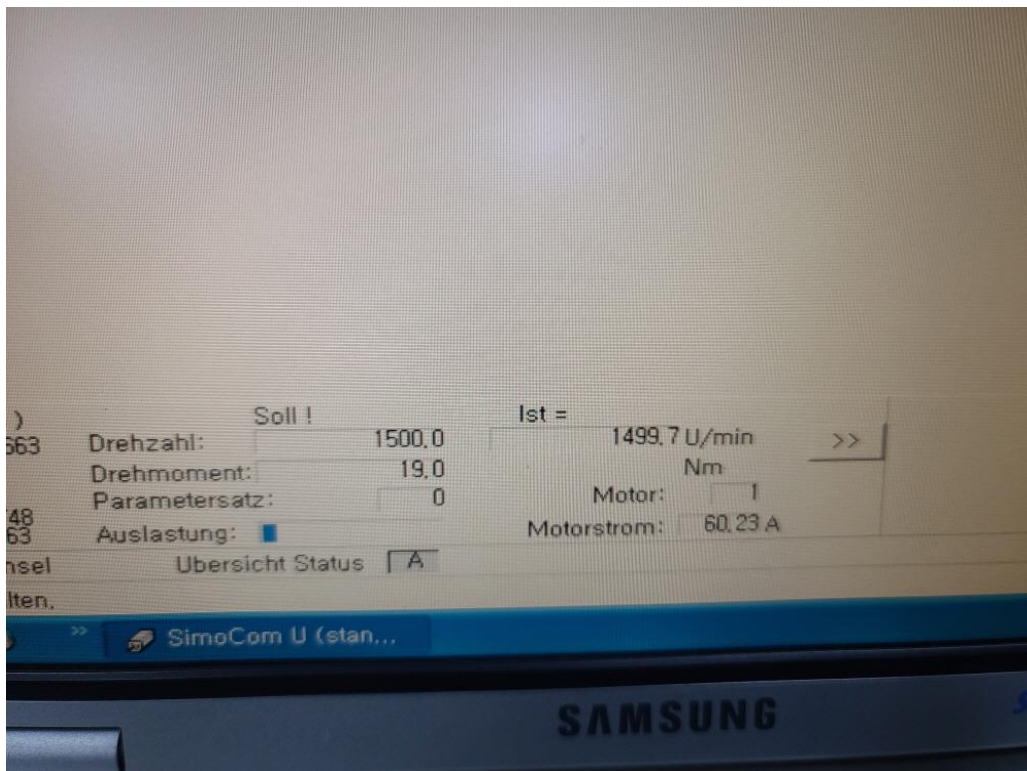 )
Soll ! Ist =
663 Drehzahl: 1500,0 1499,7 U/min >>
Drehmoment: 19,0 Nm
Parametersatz: 0 Motor: 1
48
63 Auslastung: Motorstrom: 60,23 A
nsel Ubersicht Status A
lten,
>> SimoCom U (stan...
SAMSUNG